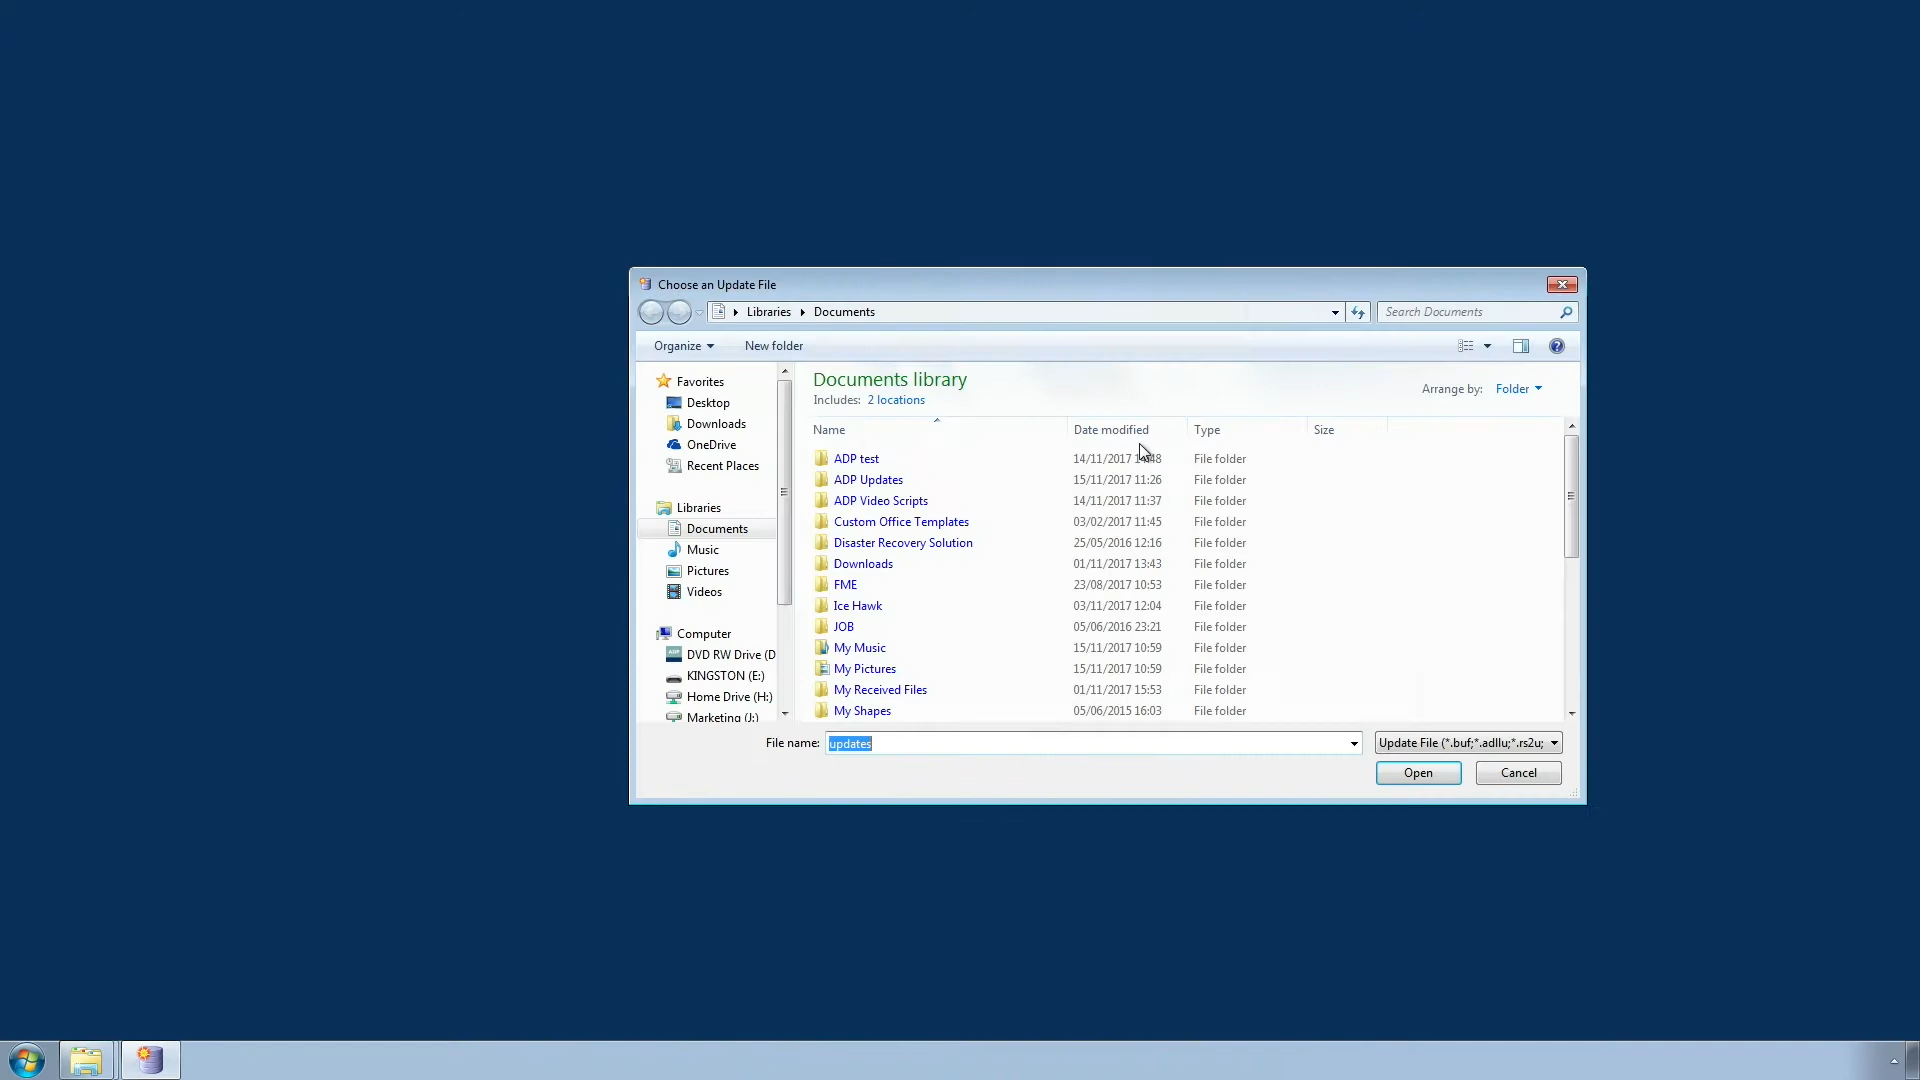 Choose an Update File
Libraries Documents
Search Documents
Organize New folder
Favorites
Desktop
Downloads
OneDrive
Recent Places
Libraries
Documents
Music
Pictures
Videos
Computer
DVD RW Drive (D
KINGSTON (E:)
Home Drive (H:)
Marketing (J:)
Documents library
Includes: 2 locations
Arrange by: Folder
Name Date modified Type Size
ADP test 14/11/2017 File folder
ADP Updates 15/11/2017 11:26 File folder
ADP Video Scripts 14/11/2017 11:37 File folder
Custom Office Templates 03/02/2017 11:45 File folder
Disaster Recovery Solution 25/05/2016 12:16 File folder
Downloads 01/11/2017 13:43 File folder
FME 23/08/2017 10:53 File folder
Ice Hawk 03/11/2017 12:04 File folder
JOB 05/06/2016 23:21 File folder
My Music 15/11/2017 10:59 File folder
My Pictures 15/11/2017 10:59 File folder
My Received Files 01/11/2017 15:53 File folder
My Shapes 05/06/2015 16:03 File folder
File name: updates
Update File (*.buf;*.adllu;*.rs2u;
Open Cancel